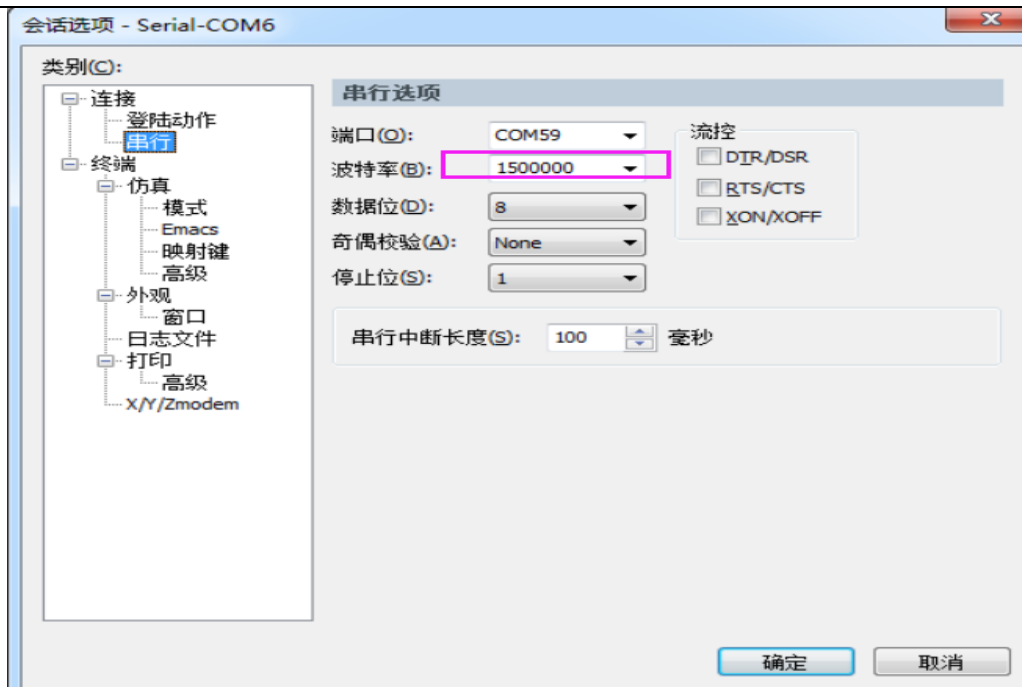 会话选项 - Serial-COM6
类别(C):
连接
登陆动作
串行
终端
仿真
模式
Emacs
映射键
高级
外观
窗口
日志文件
打印
高级
X/Y/Zmodem
串行选项
端口(O): COM59
波特率(B): 1500000
数据位(D): 8
奇偶校验(A): None
停止位(S): 1
流控
DTR/DSR
RTS/CTS
XON/XOFF
串行中断长度(S): 100 毫秒
确定 取消